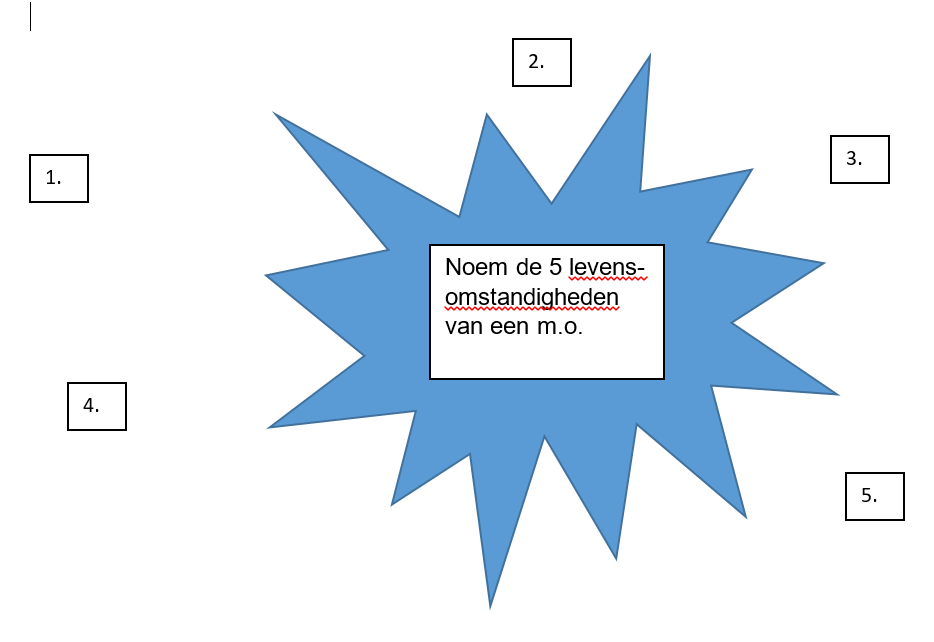 2.
3.
1.
Noem de 5 levens-
omstandigheden
van een m.o.
4.
5.